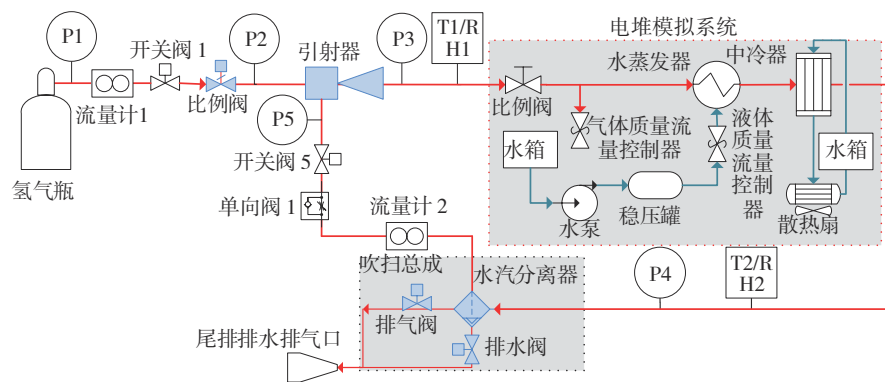 P1
开关阀 1
P2
引射器
P3
T1/R
H1
电堆模拟系统
水蒸发器
中冷器
流量计1
比例阀
P5
比例阀
气体质量流
量控制器
液体
质量
流量
控制
器
水箱
水箱
开关阀 5
氢气瓶
单向阀 1
流量计 2
水泵
稳压罐
散热扇
吹扫总成
水汽分离器
P4
T2/R
H2
排气阀
尾排排水排气口
排水阀